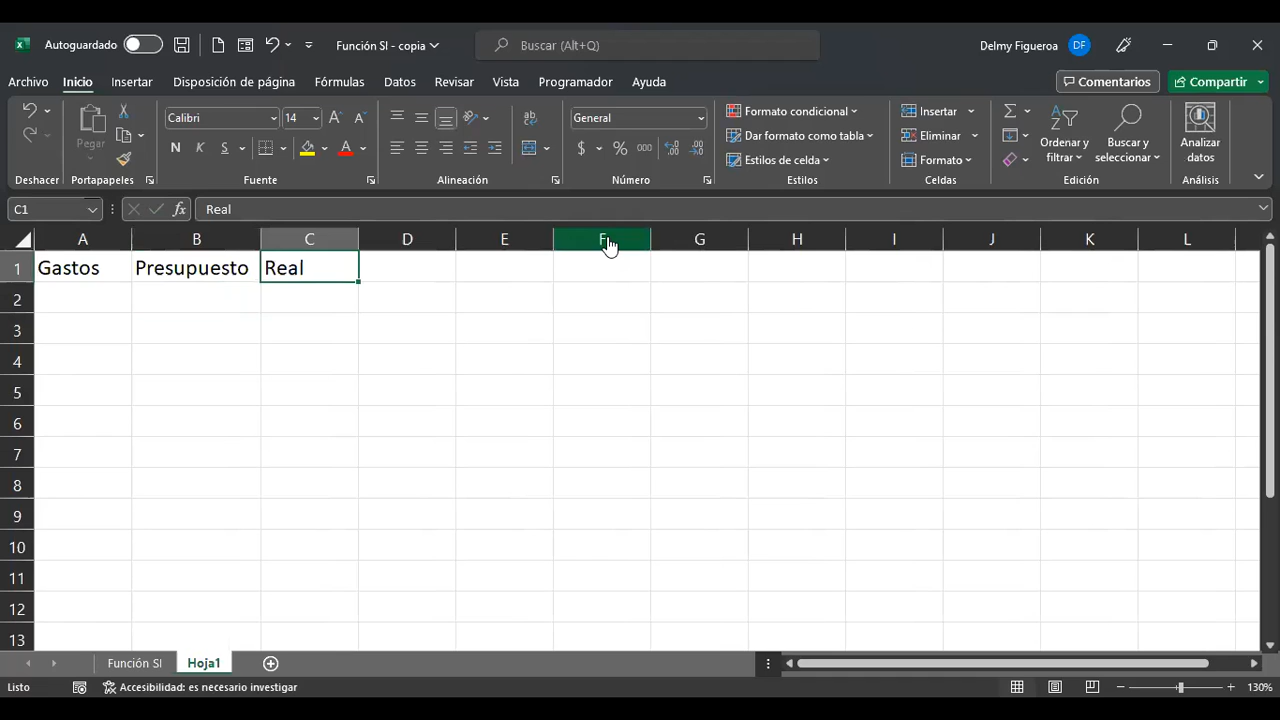 Autoguardado Función SI - copia Buscar (Alt+Q) Delmy Figueroa DF
Archivo Inicio Insertar Disposición de página Fórmulas Datos Revisar Vista Programador Ayuda Comentarios Compartir
Pegar
Calibri 14 A A
N K S A
ab
General
$ % 000
Formato condicional
Dar formato como tabla
Estilos de celda
Insertar
Eliminar
Formato
Ordenar y filtrar
Buscar y seleccionar
Analizar datos
Deshacer Portapapeles Fuente Alineación Número Estilos Celdas Edición Análisis
C1 fx Real
A B C D E F G H I J K L
1 Gastos Presupuesto Real
2
3
4
5
6
7
8
9
10
11
12
13
Función SI Hoja1
Listo Accesibilidad: es necesario investigar 130%